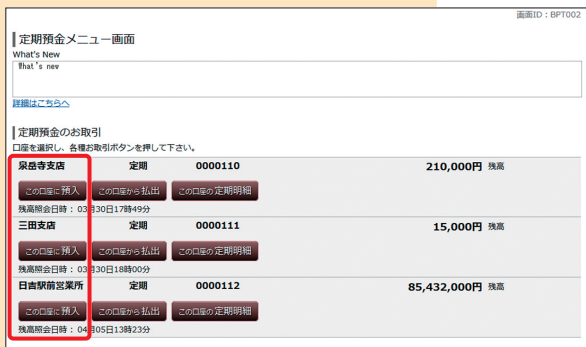 画面ID：BPT002
定期預金メニュー画面
What's New
What's new
詳細はこちらへ
定期預金のお取引
口座を選択し、各種お取引ボタンを押して下さい。
泉岳寺支店 定期 0000110 210,000円 残高
この口座に預入 この口座から払出 この口座の定期明細
残高照会日時： 03月30日17時49分
三田支店 定期 0000111 15,000円 残高
この口座に預入 この口座から払出 この口座の定期明細
残高照会日時： 03月30日18時00分
日吉駅前営業所 定期 0000112 85,432,000円 残高
この口座に預入 この口座から払出 この口座の定期明細
残高照会日時： 04月05日13時23分